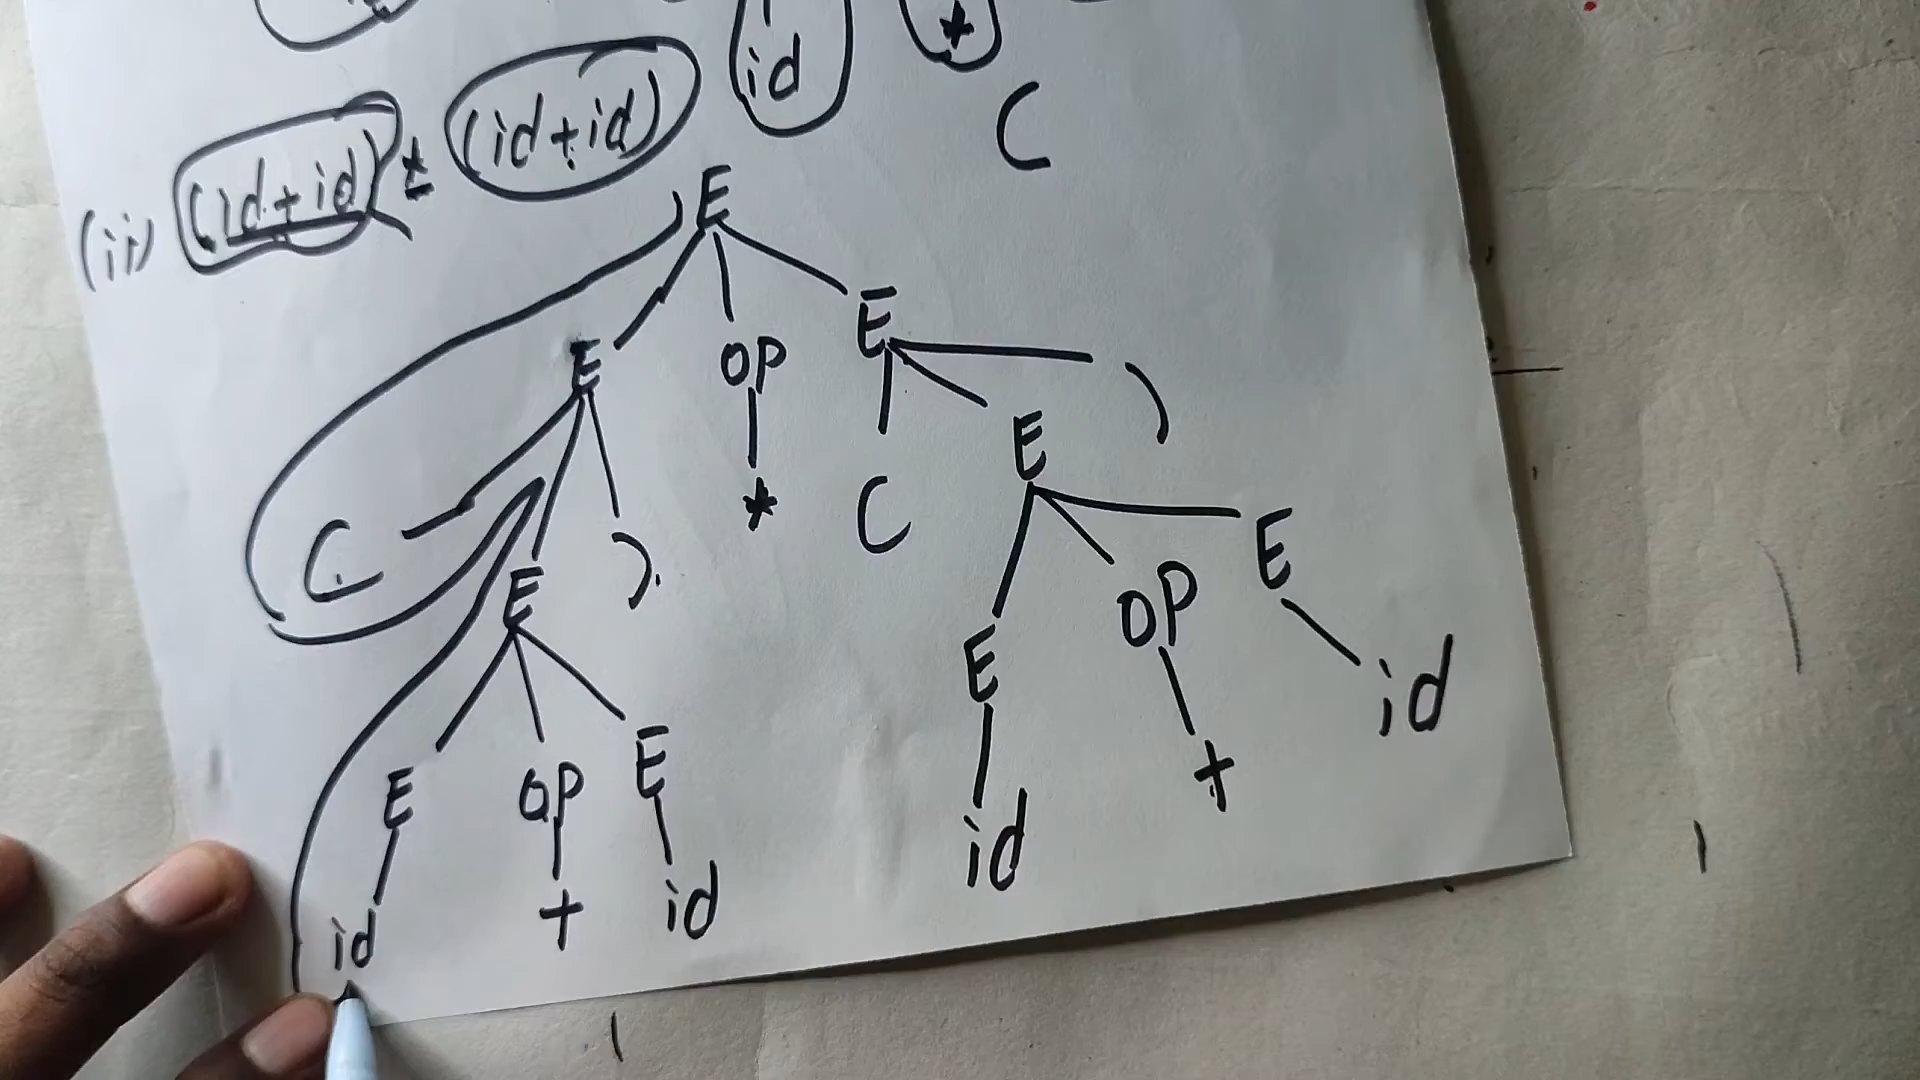 id *
(ii) (id+id) * (id+id) (
E
E OP E
* E )
( ) (
E E OP E
E OP E E + id
id + id id